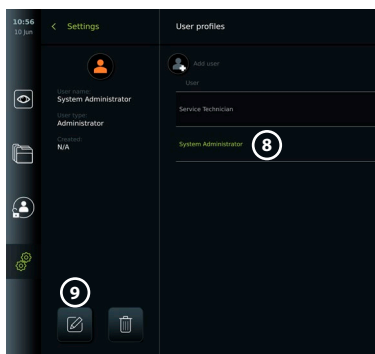 10:56
10 Jun
Settings
User profiles
Add user
User
User name:
System Administrator
User type:
Administrator
Created:
N/A
Service Technician
System Administrator
8
9